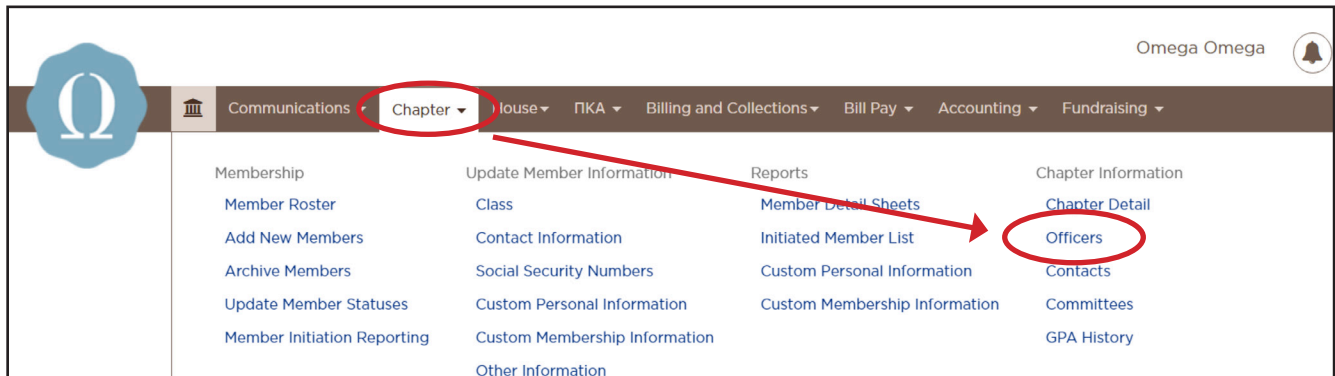 Omega Omega
Ω
Communications Chapter House ΠΚΑ Billing and Collections Bill Pay Accounting Fundraising
Membership
Member Roster
Add New Members
Archive Members
Update Member Statuses
Member Initiation Reporting
Update Member Information
Class
Contact Information
Social Security Numbers
Custom Personal Information
Custom Membership Information
Other Information
Reports
Member Detail Sheets
Initiated Member List
Custom Personal Information
Custom Membership Information
Chapter Information
Chapter Detail
Officers
Contacts
Committees
GPA History